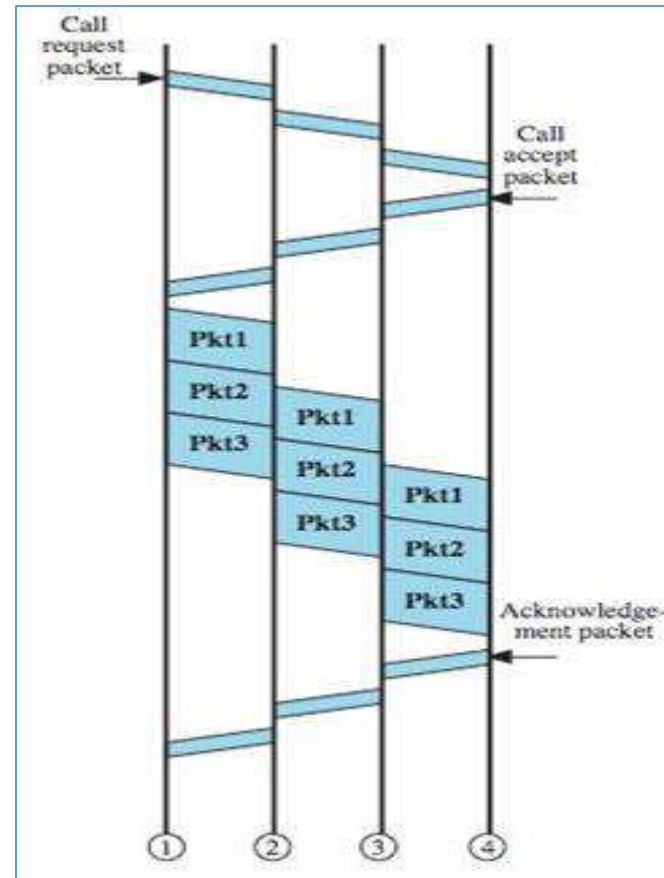 Call
request
packet
Call
accept
packet
Pkt1
Pkt2
Pkt1
Pkt3
Pkt2
Pkt1
Pkt3
Pkt2
Pkt3
Acknowledge-
ment packet
1 2 3 4